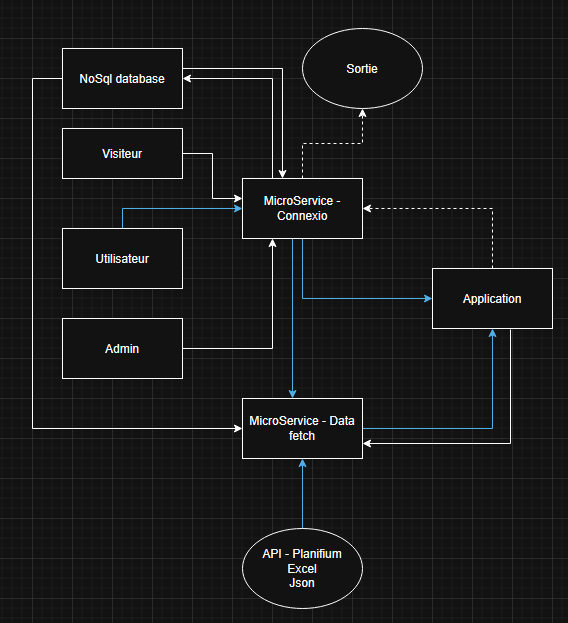 NoSql database
Sortie
Visiteur
MicroService -
Connexio
Utilisateur
Application
Admin
MicroService - Data
fetch
API - Planifium
Excel
Json